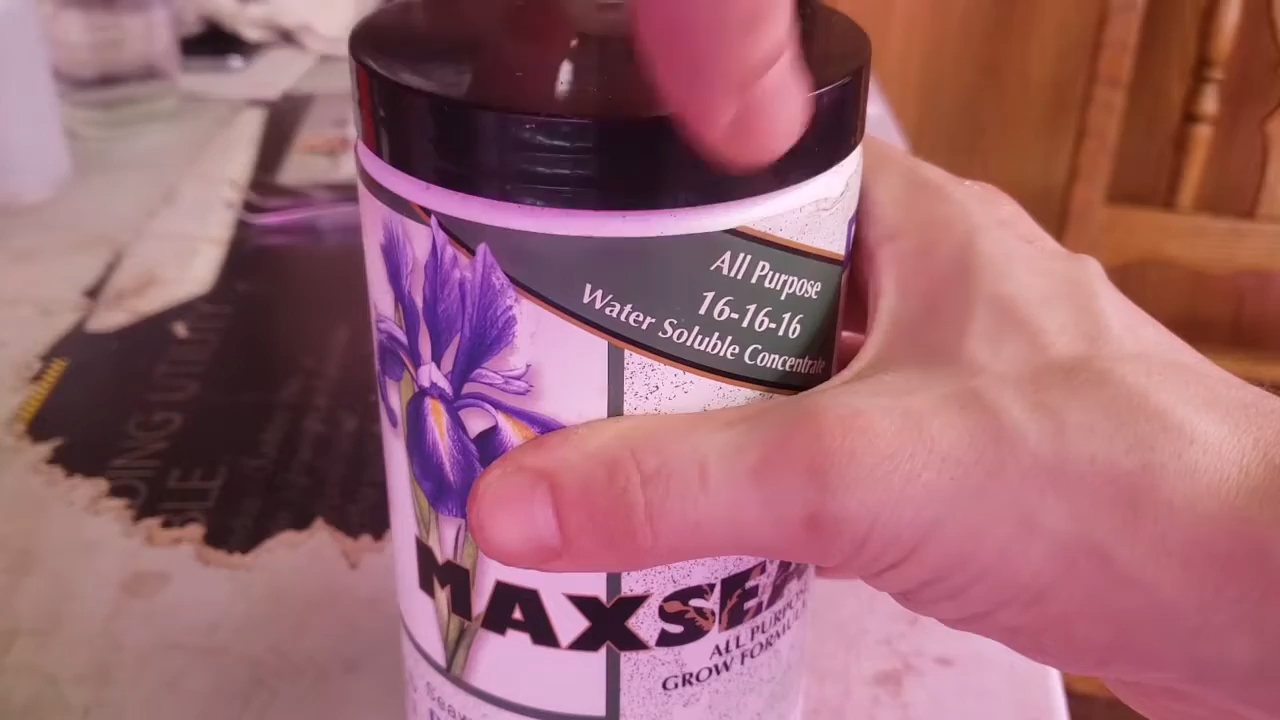 All Purpose
16-16-16
Water Soluble Concentrate
MAXSEA
ALL PURPOSE
GROW FORMULA